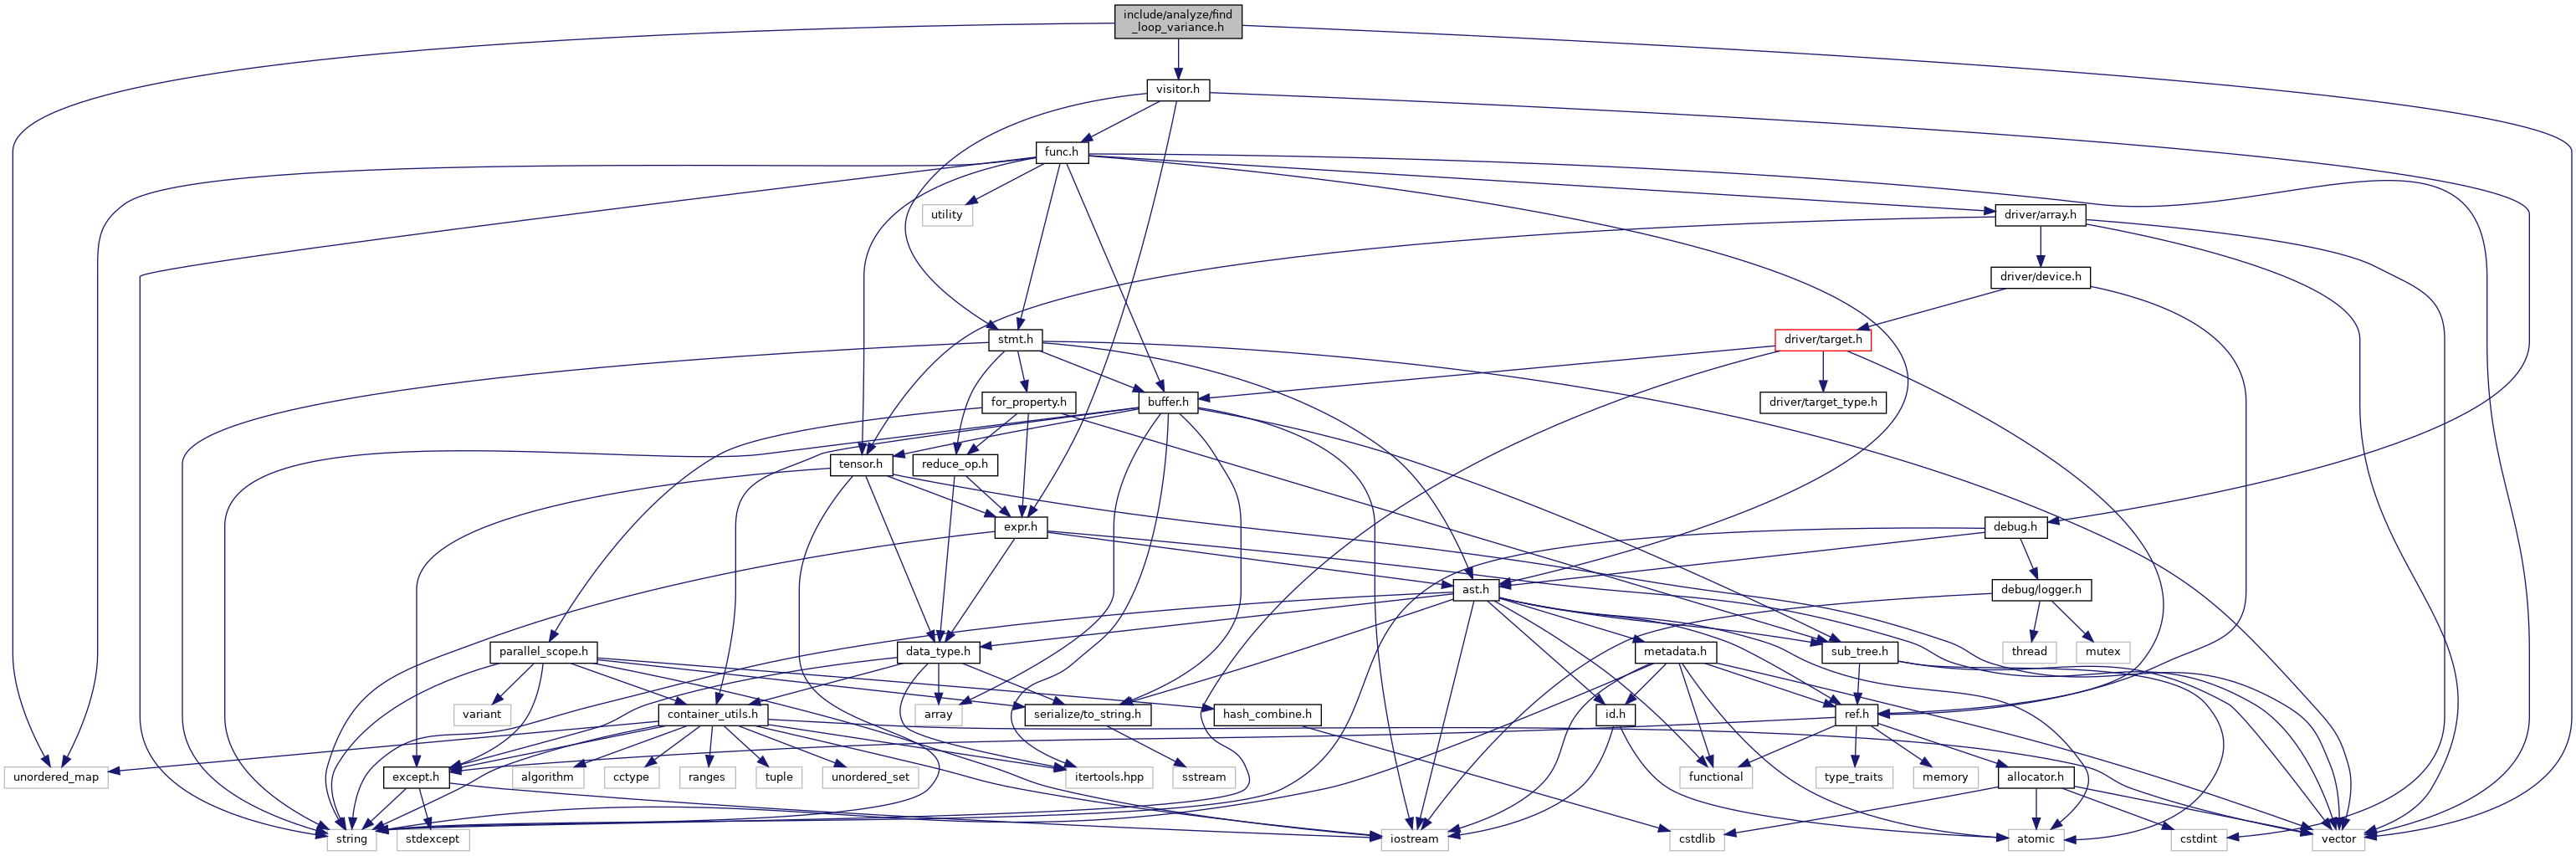 include/analyze/find
_loop_variance.h
visitor.h
func.h
utility
driver/array.h
driver/device.h
stmt.h
driver/target.h
for_property.h
buffer.h
driver/target_type.h
tensor.h
reduce_op.h
expr.h
debug.h
ast.h
debug/logger.h
parallel_scope.h
data_type.h
metadata.h
sub_tree.h
thread
mutex
variant
container_utils.h
array
serialize/to_string.h
hash_combine.h
id.h
ref.h
unordered_map
except.h
algorithm
cctype
ranges
tuple
unordered_set
itertools.hpp
sstream
functional
type_traits
memory
allocator.h
string
stdexcept
iostream
cstdlib
atomic
cstdint
vector